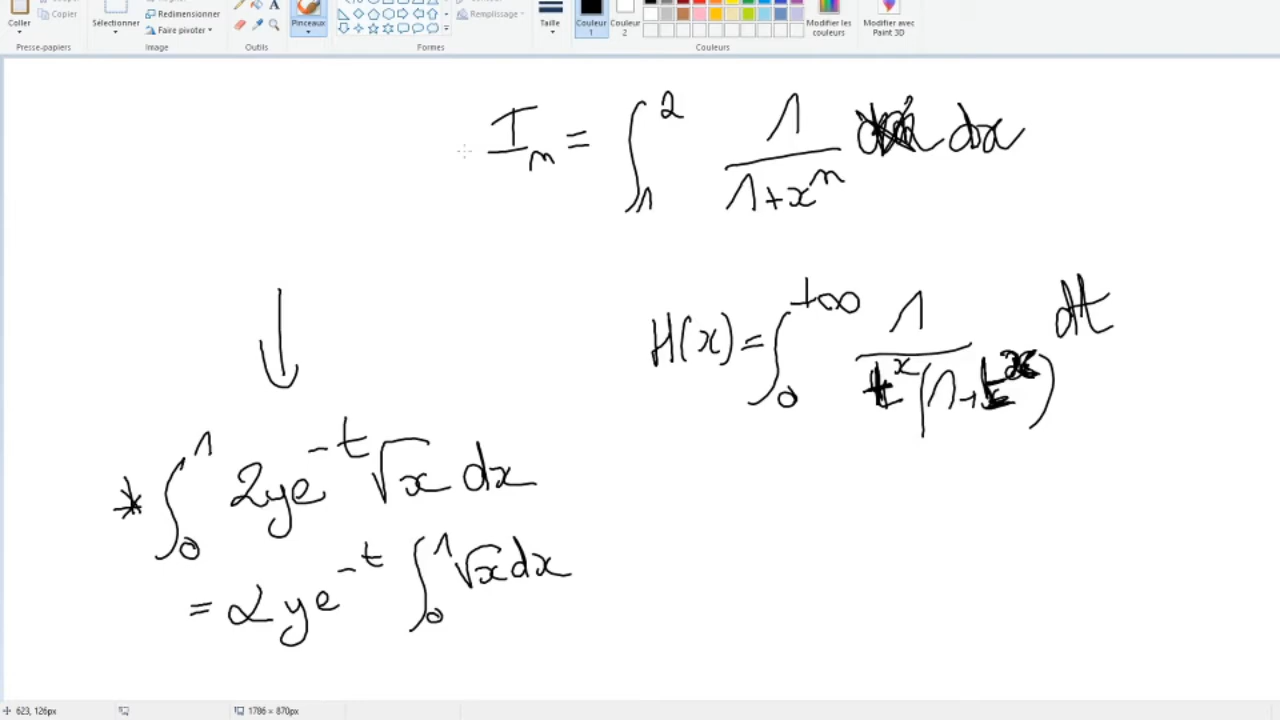 Coller
Copier
Presse-papiers
Sélectionner
Redimensionner
Faire pivoter
Image
Outils
Pinceaux
Formes
Remplissage
Taille
Couleur 1
Couleur 2
Modifier les couleurs
Couleurs
Modifier avec Paint 3D
I_n = ∫_1^2 1/(1+x^n) dx
H(x) = ∫_0^{+∞} 1/(t^x(1+t^x)) dt
* ∫_0^1 2ye^{-t} √x dx
= 2ye^{-t} ∫_0^1 √x dx
623, 126px
1786 × 870px